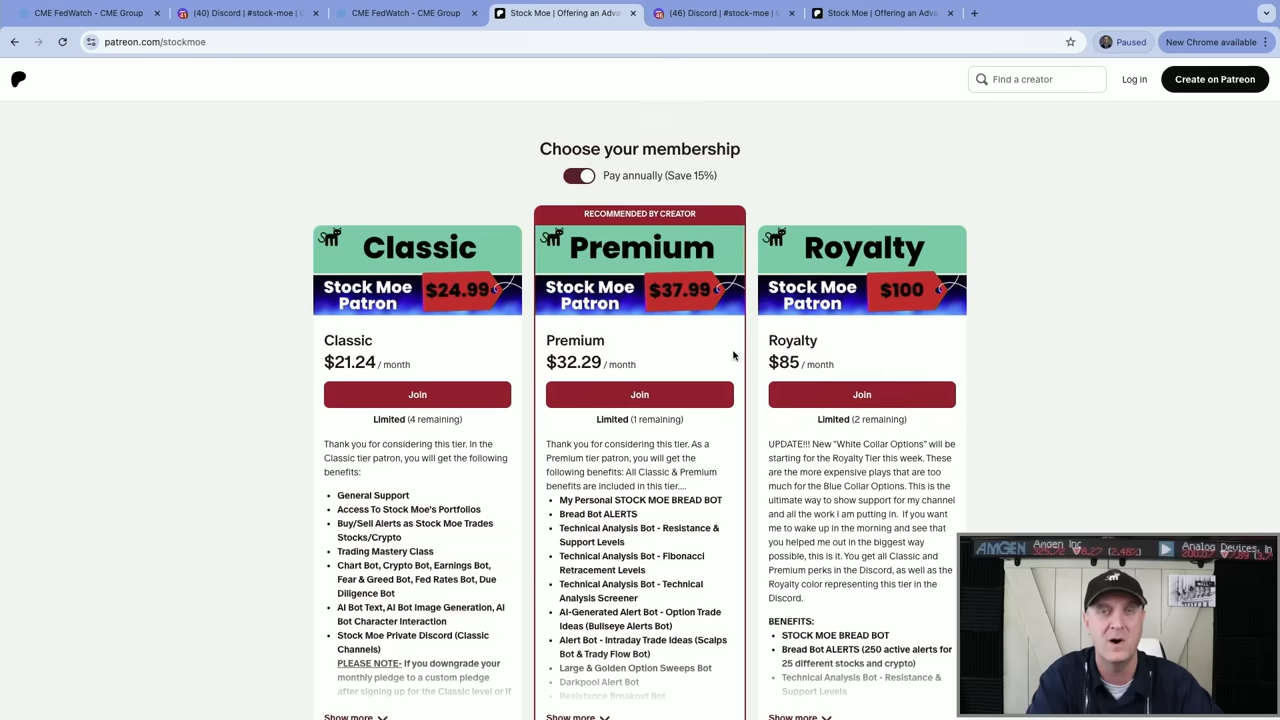 CME FedWatch - CME Group
(40) Discord | #stock-moe | C
CME FedWatch - CME Group
Stock Moe | Offering an Adva
(46) Discord | #stock-moe | C
Stock Moe | Offering an Adva
patreon.com/stockmoe
Paused
New Chrome available
Find a creator
Log in
Create on Patreon
Choose your membership
Pay annually (Save 15%)
Classic
Stock Moe
Patron
$24.99
Classic
$21.24 / month
Join
Limited (4 remaining)
Thank you for considering this tier. In the
Classic tier patron, you will get the following
benefits:
• General Support
• Access To Stock Moe's Portfolios
• Buy/Sell Alerts as Stock Moe Trades
Stocks/Crypto
• Trading Mastery Class
• Chart Bot, Crypto Bot, Earnings Bot,
Fear & Greed Bot, Fed Rates Bot, Due
Diligence Bot
• AI Bot Text, AI Bot Image Generation, AI
Bot Character Interaction
• Stock Moe Private Discord (Classic
Channels)
PLEASE NOTE- If you downgrade your
monthly pledge to a custom pledge
after signing up for the Classic level or if
Show more
RECOMMENDED BY CREATOR
Premium
Stock Moe
Patron
$37.99
Premium
$32.29 / month
Join
Limited (1 remaining)
Thank you for considering this tier. As a
Premium tier patron, you will get the
following benefits: All Classic & Premium
benefits are included in this tier....
• My Personal STOCK MOE BREAD BOT
• Bread Bot ALERTS
• Technical Analysis Bot - Resistance &
Support Levels
• Technical Analysis Bot - Fibonacci
Retracement Levels
• Technical Analysis Bot - Technical
Analysis Screener
• AI-Generated Alert Bot - Option Trade
Ideas (Bullseye Alerts Bot)
• Alert Bot - Intraday Trade Ideas (Scalps
Bot & Trady Flow Bot)
• Large & Golden Option Sweeps Bot
• Darkpool Alert Bot
• Resistance Breakout Bot
Show more
Royalty
Stock Moe
Patron
$100
Royalty
$85 / month
Join
Limited (2 remaining)
UPDATE!!! New "White Collar Options" will be
starting for the Royalty Tier this week. These
are the more expensive plays that are too
much for the Blue Collar Options. This is the
ultimate way to show support for my channel
and all the work I am putting in. If you want
me to wake up in the morning and see that
you helped me out in the biggest way
possible, this is it. You get all Classic and
Premium perks in the Discord, as well as the
Royalty color representing this tier in the
Discord.
BENEFITS:
• STOCK MOE BREAD BOT
• Bread Bot ALERTS (250 active alerts for
25 different stocks and crypto)
• Technical Analysis Bot - Resistance &
Support Levels
Show more
AMGEN Amgen Inc
Analog Devices, In